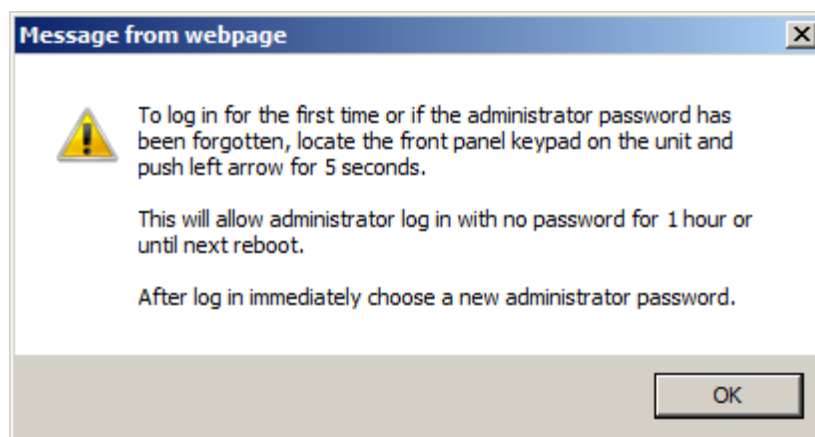 Message from webpage
To log in for the first time or if the administrator password has
been forgotten, locate the front panel keypad on the unit and
push left arrow for 5 seconds.
This will allow administrator log in with no password for 1 hour or
until next reboot.
After log in immediately choose a new administrator password.
OK